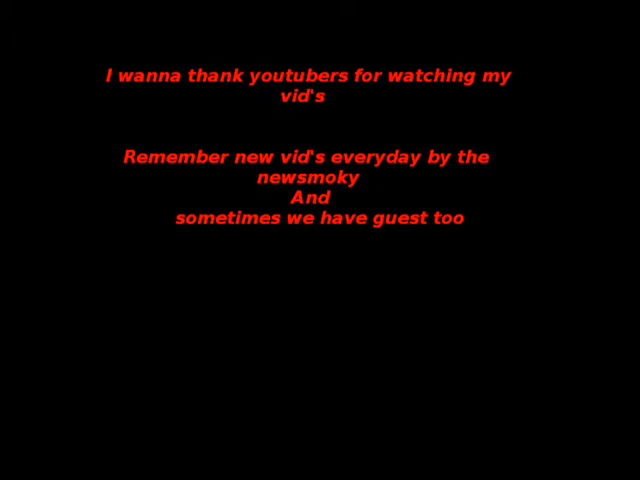 I wanna thank youtubers for watching my
vid's
Remember new vid's everyday by the
newsmoky
And
sometimes we have guest too